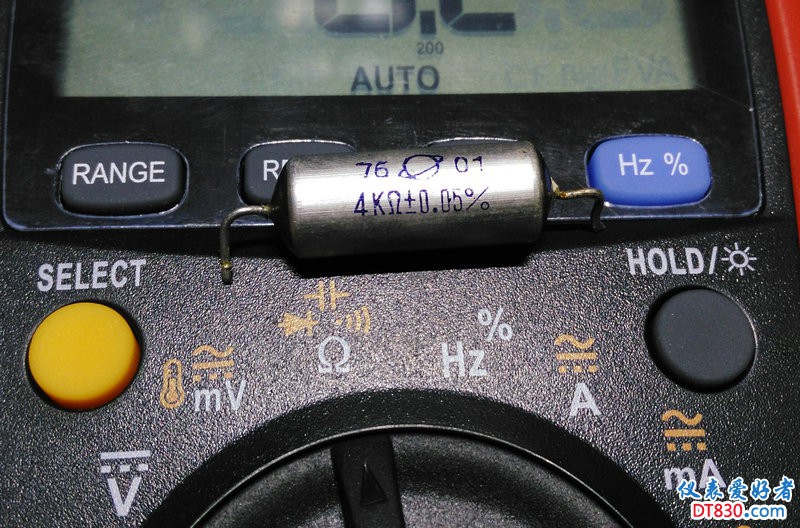 200
AUTO
RANGE
Hz %
76 01
4KΩ±0.05%
SELECT
HOLD/
%
Ω
Hz
mV
A
V
mA
仪表爱好者
DT830.com